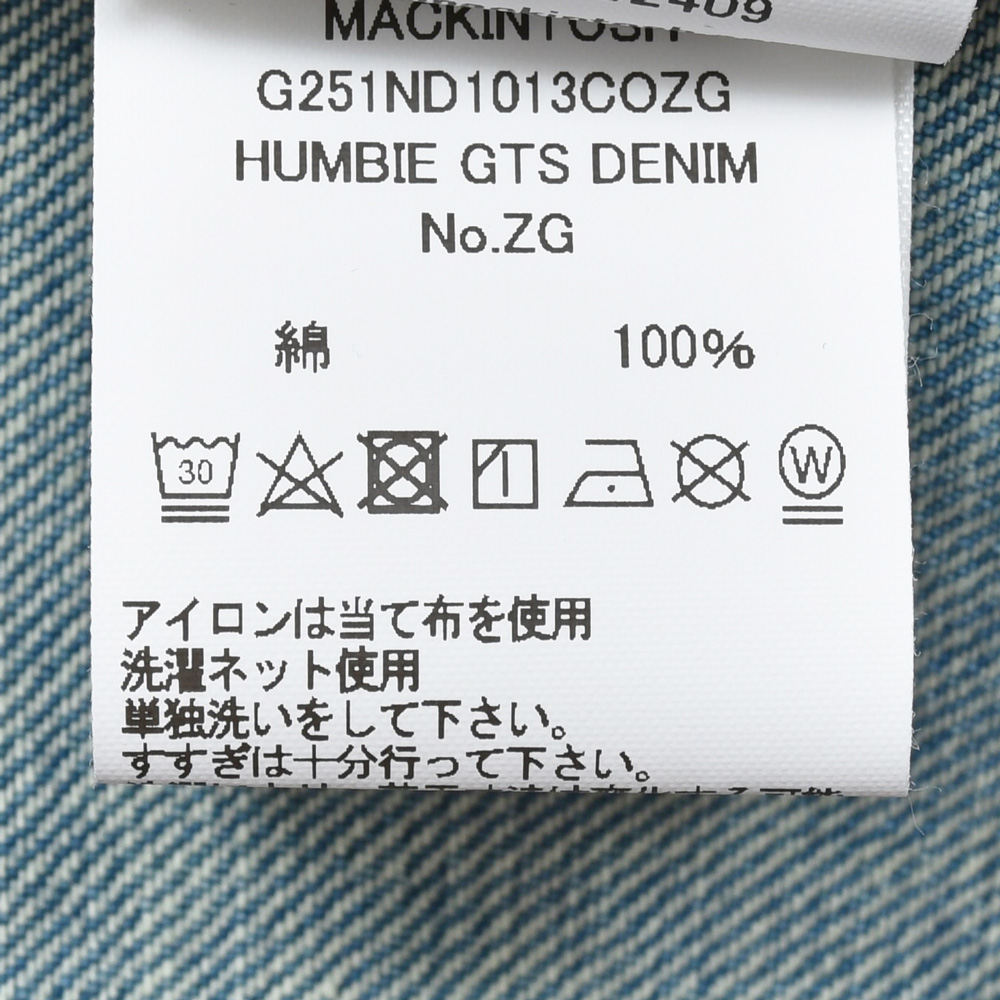 MACKINTOSH
G251ND1013COZG
HUMBIE GTS DENIM
No.ZG
綿 100%
30
W
アイロンは当て布を使用
洗濯ネット使用
単独洗いをして下さい。
すすぎは十分行って下さい。